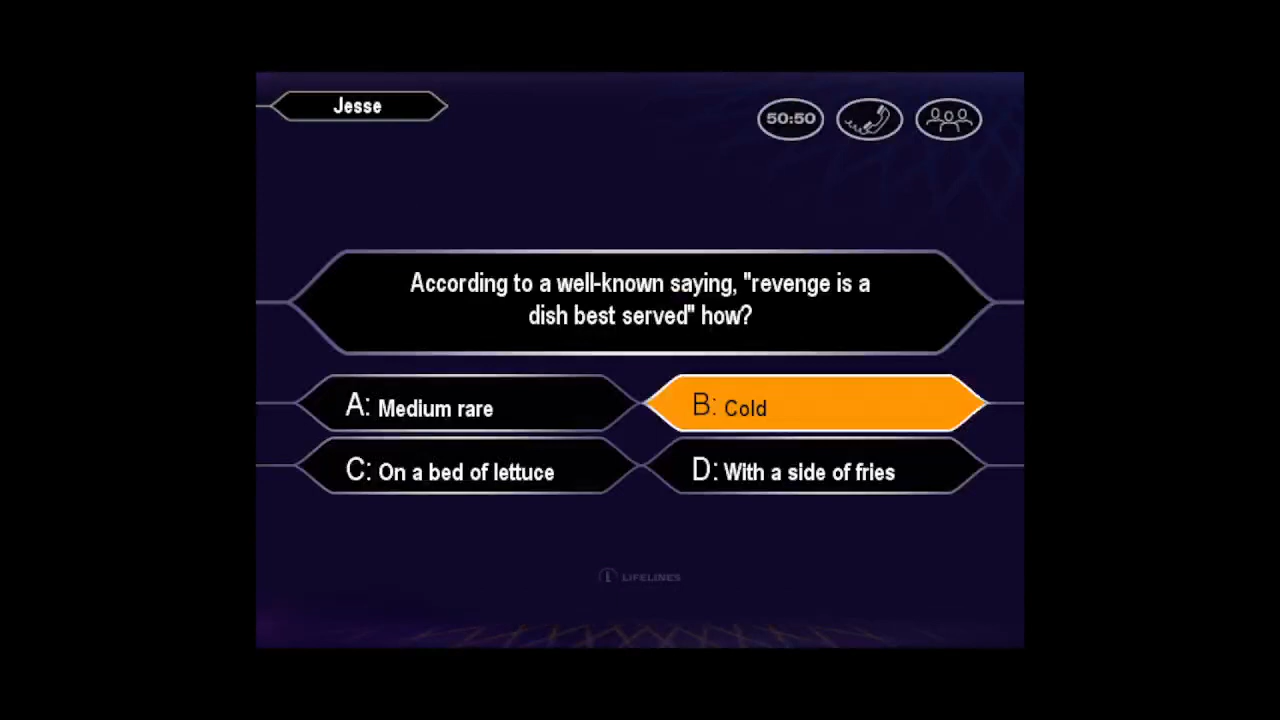 Jesse
50:50
According to a well-known saying, "revenge is a
dish best served" how?
A: Medium rare
B: Cold
C: On a bed of lettuce
D: With a side of fries
L LIFELINES